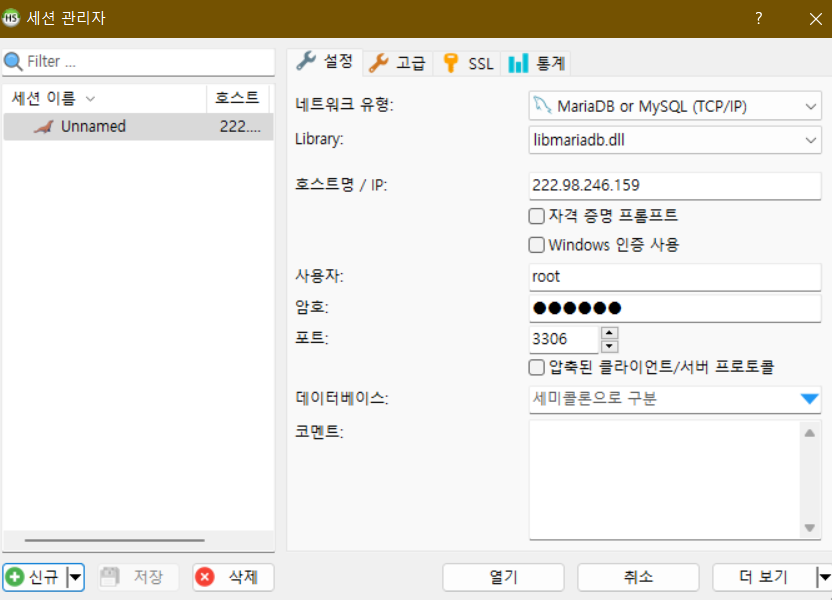 HS 세션 관리자
Filter ...
세션 이름 호스트
Unnamed 222....
신규 저장 삭제
설정 고급 SSL 통계
네트워크 유형: MariaDB or MySQL (TCP/IP)
Library: libmariadb.dll
호스트명 / IP: 222.98.246.159
자격 증명 프롬프트
Windows 인증 사용
사용자: root
암호: ●●●●●●
포트: 3306
압축된 클라이언트/서버 프로토콜
데이터베이스: 세미콜론으로 구분
코멘트:
열기 취소 더 보기